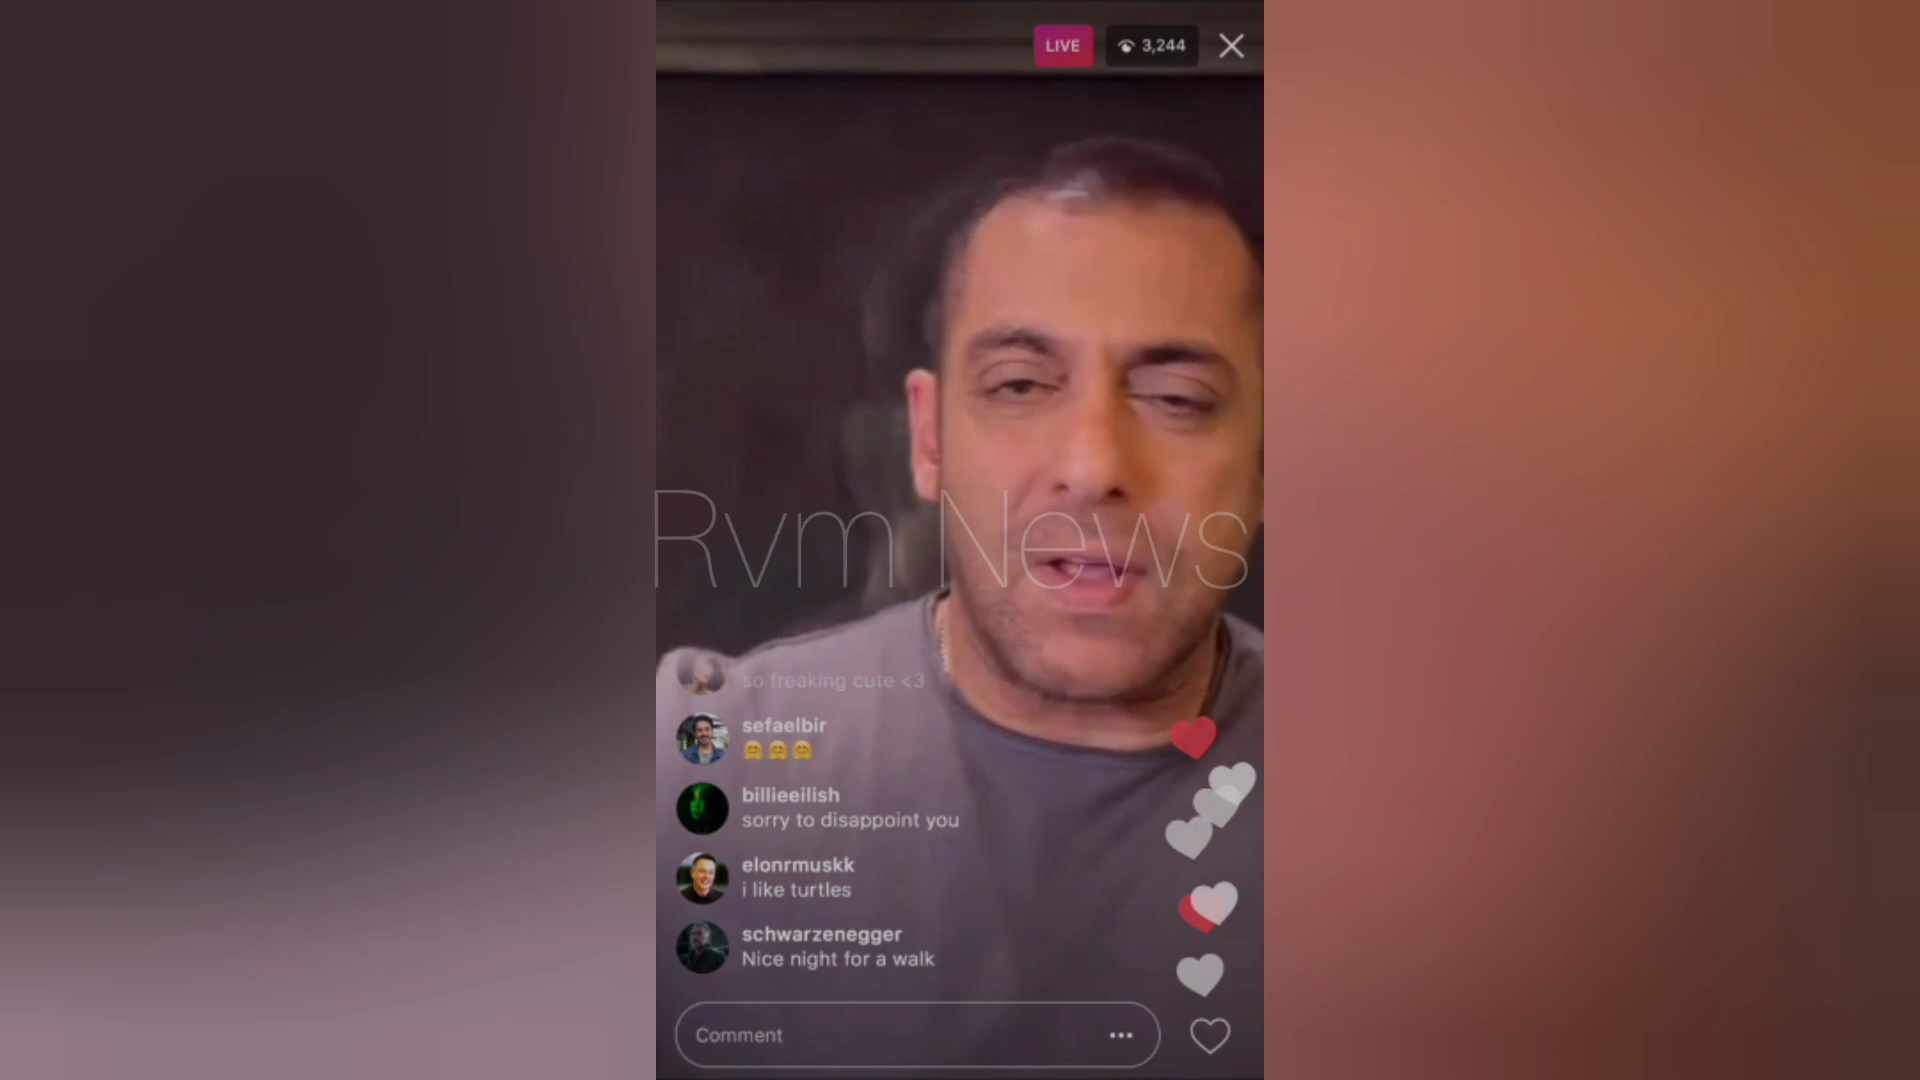 LIVE 3,244
Rvm News
so freaking cute <3
sefaelbir
🤗 🤗 🤗
billieeilish
sorry to disappoint you
elonrmuskk
i like turtles
schwarzenegger
Nice night for a walk
Comment